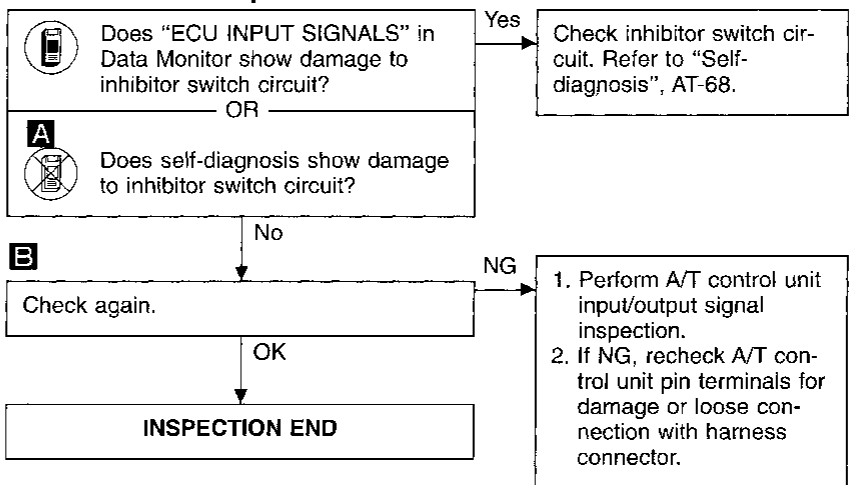 Does “ECU INPUT SIGNALS” in
Data Monitor show damage to
inhibitor switch circuit?
OR
A
Does self-diagnosis show damage
to inhibitor switch circuit?
Yes
Check inhibitor switch cir-
cuit. Refer to “Self-
diagnosis”, AT-68.
No
B
Check again.
NG
1. Perform A/T control unit
input/output signal
inspection.
2. If NG, recheck A/T con-
trol unit pin terminals for
damage or loose con-
nection with harness
connector.
OK
INSPECTION END